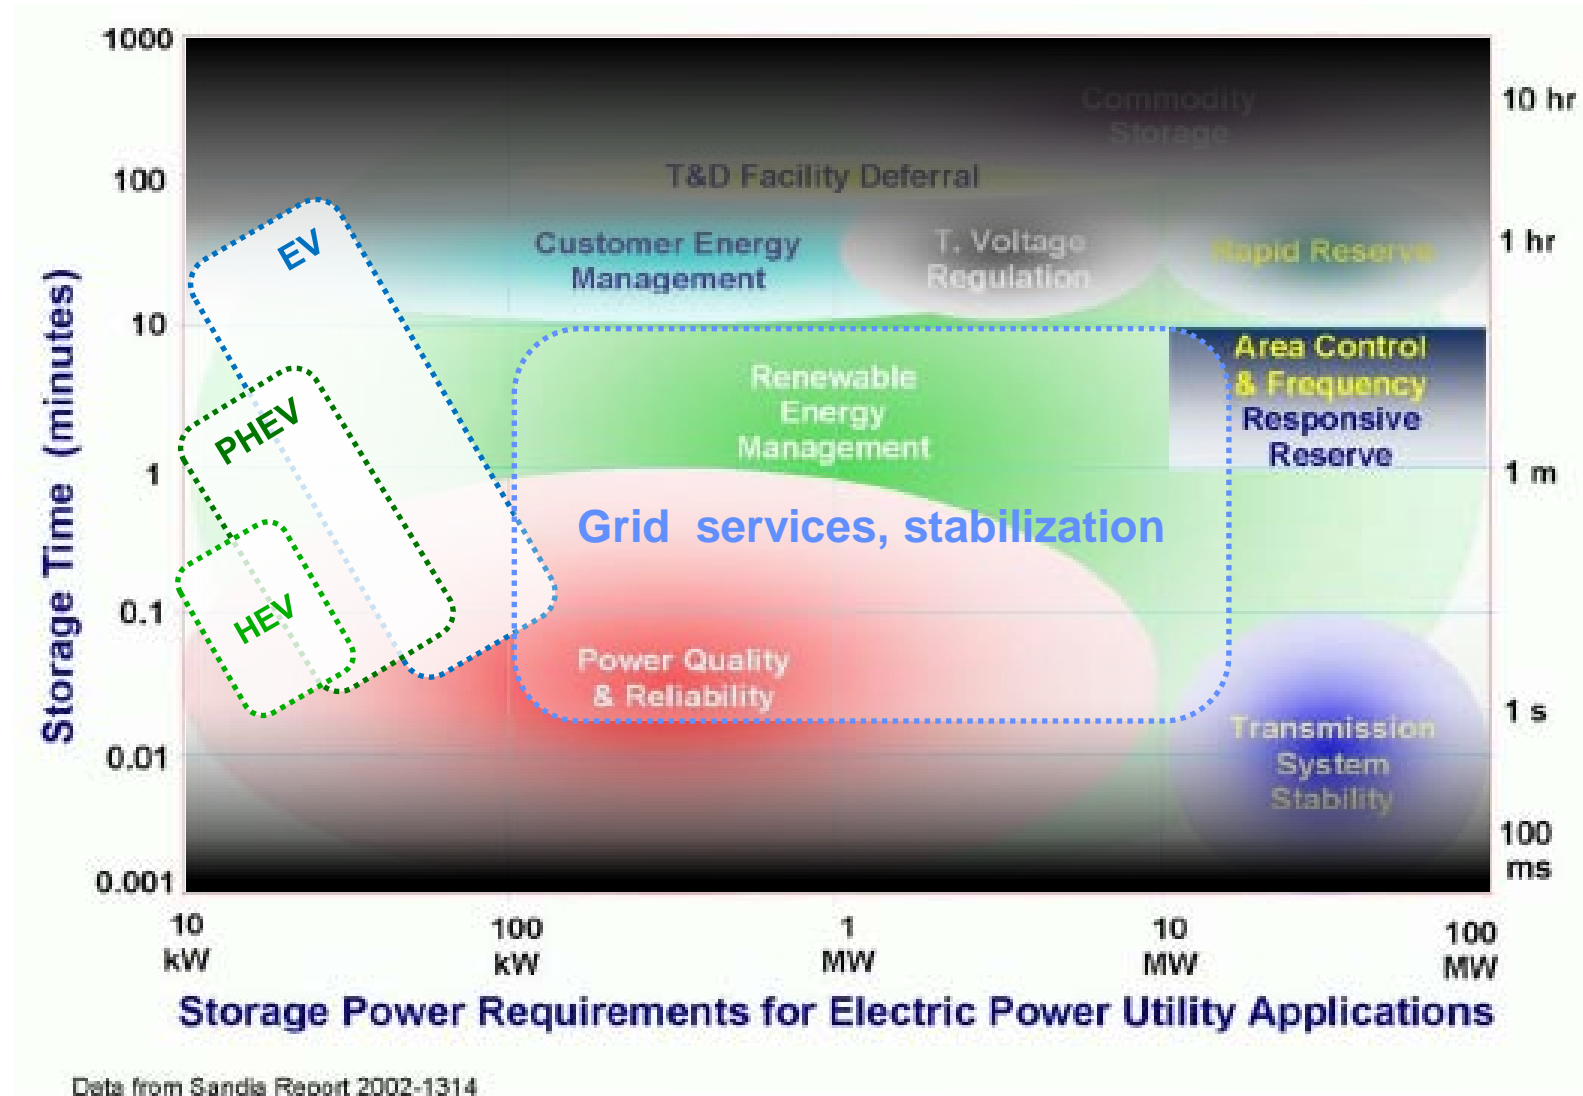 1000
100
10
1
0.1
0.01
0.001
Storage Time (minutes)
10 hr
1 hr
1 m
1 s
100
ms
Commodity
Storage
T&D Facility Deferral
Customer Energy
Management
T. Voltage
Regulation
Rapid Reserve
EV
PHEV
HEV
Renewable
Energy
Management
Area Control
& Frequency
Responsive
Reserve
Grid services, stabilization
Power Quality
& Reliability
Transmission
System
Stability
10
kW
100
kW
1
MW
10
MW
100
MW
Storage Power Requirements for Electric Power Utility Applications
Data from Sandia Report 2002-1314